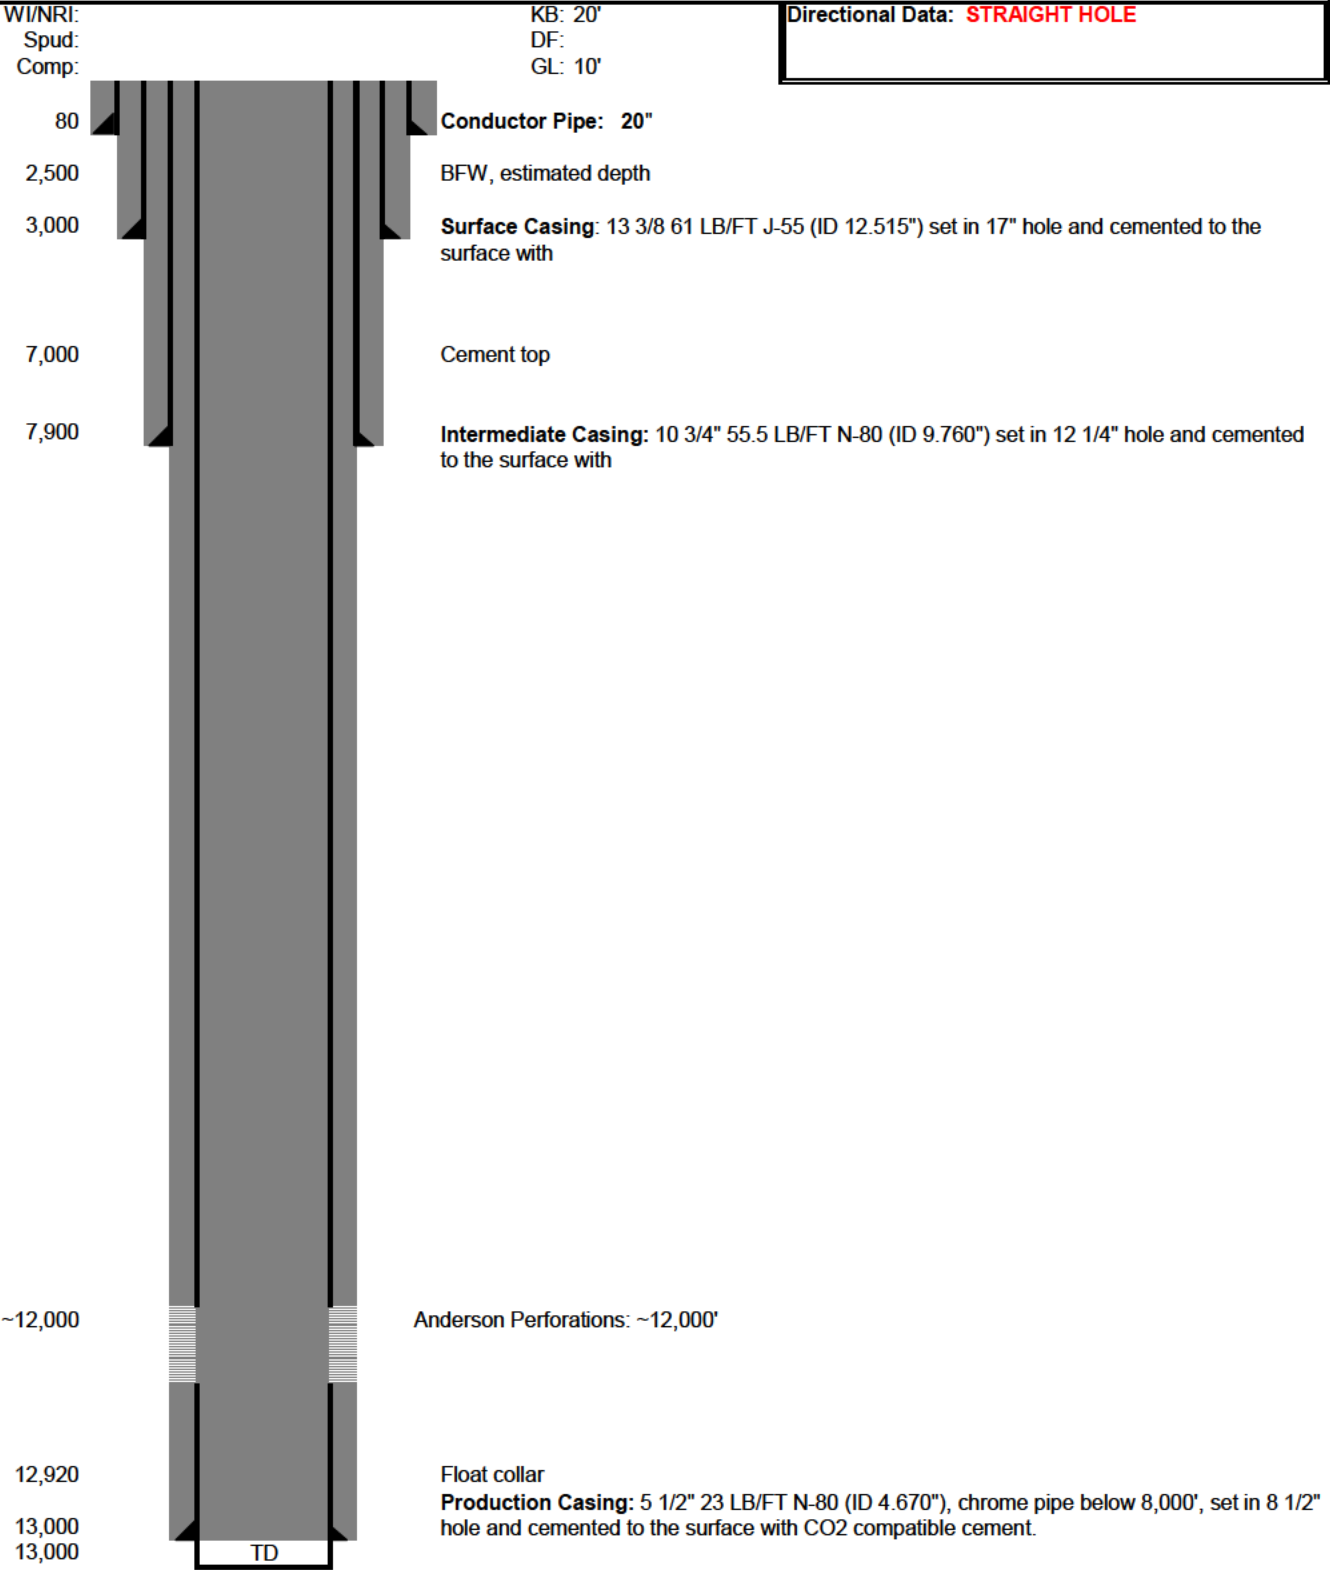 WI/NRI: KB: 20' Directional Data: STRAIGHT HOLE
Spud: DF:
Comp: GL: 10'
80 Conductor Pipe: 20"
2,500 BFW, estimated depth
3,000 Surface Casing: 13 3/8 61 LB/FT J-55 (ID 12.515") set in 17" hole and cemented to the
surface with
7,000 Cement top
7,900 Intermediate Casing: 10 3/4" 55.5 LB/FT N-80 (ID 9.760") set in 12 1/4" hole and cemented
to the surface with
~12,000 Anderson Perforations: ~12,000'
12,920 Float collar
Production Casing: 5 1/2" 23 LB/FT N-80 (ID 4.670"), chrome pipe below 8,000', set in 8 1/2"
13,000 hole and cemented to the surface with CO2 compatible cement.
13,000 TD